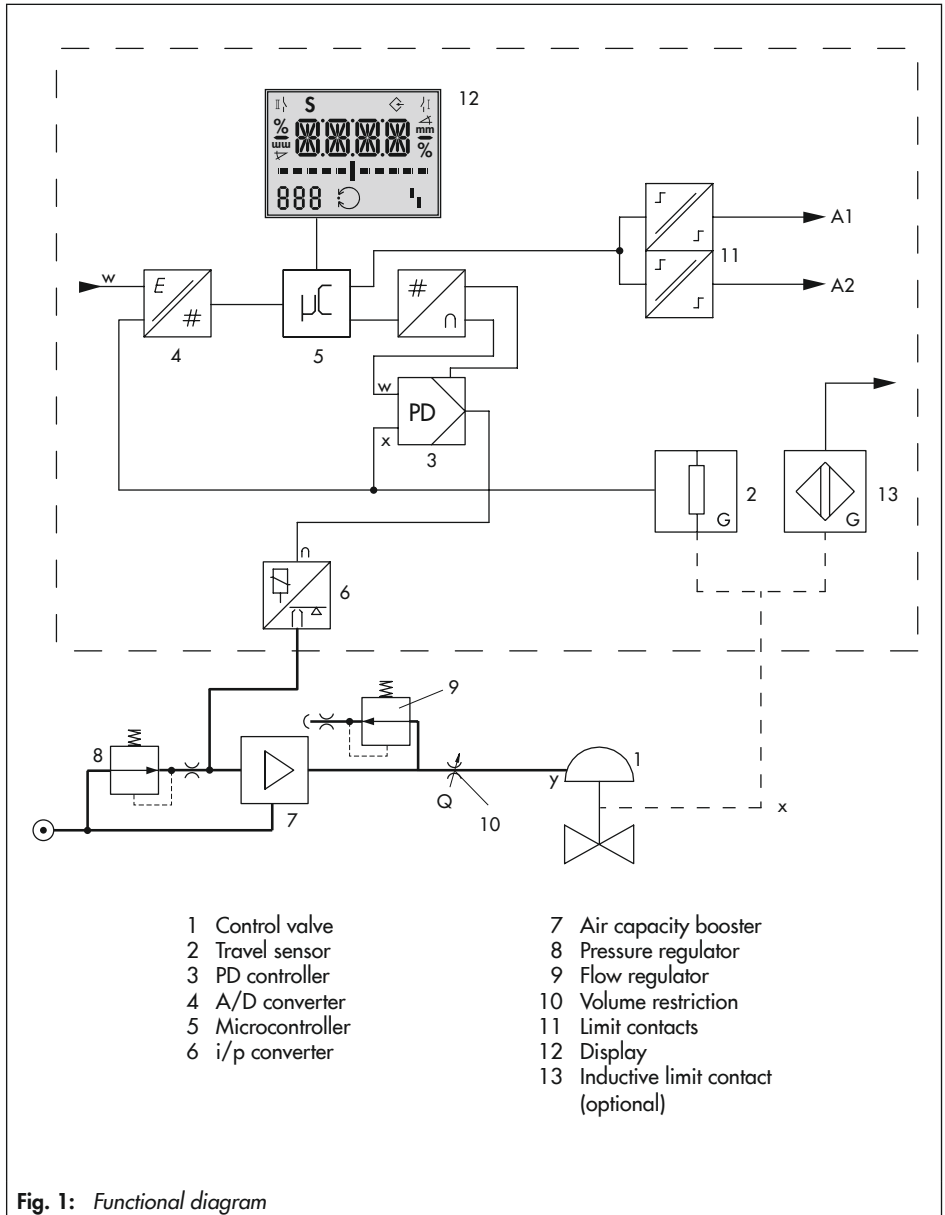 12
S
%
mm
mm
%
888
11
A1
A2
w
E
#
4
µC
5
#
∩
w
PD
x
3
2
G
13
G
∩
6
9
8
7
Q
10
y
1
x
1 Control valve
2 Travel sensor
3 PD controller
4 A/D converter
5 Microcontroller
6 i/p converter
7 Air capacity booster
8 Pressure regulator
9 Flow regulator
10 Volume restriction
11 Limit contacts
12 Display
13 Inductive limit contact
(optional)
Fig. 1: Functional diagram